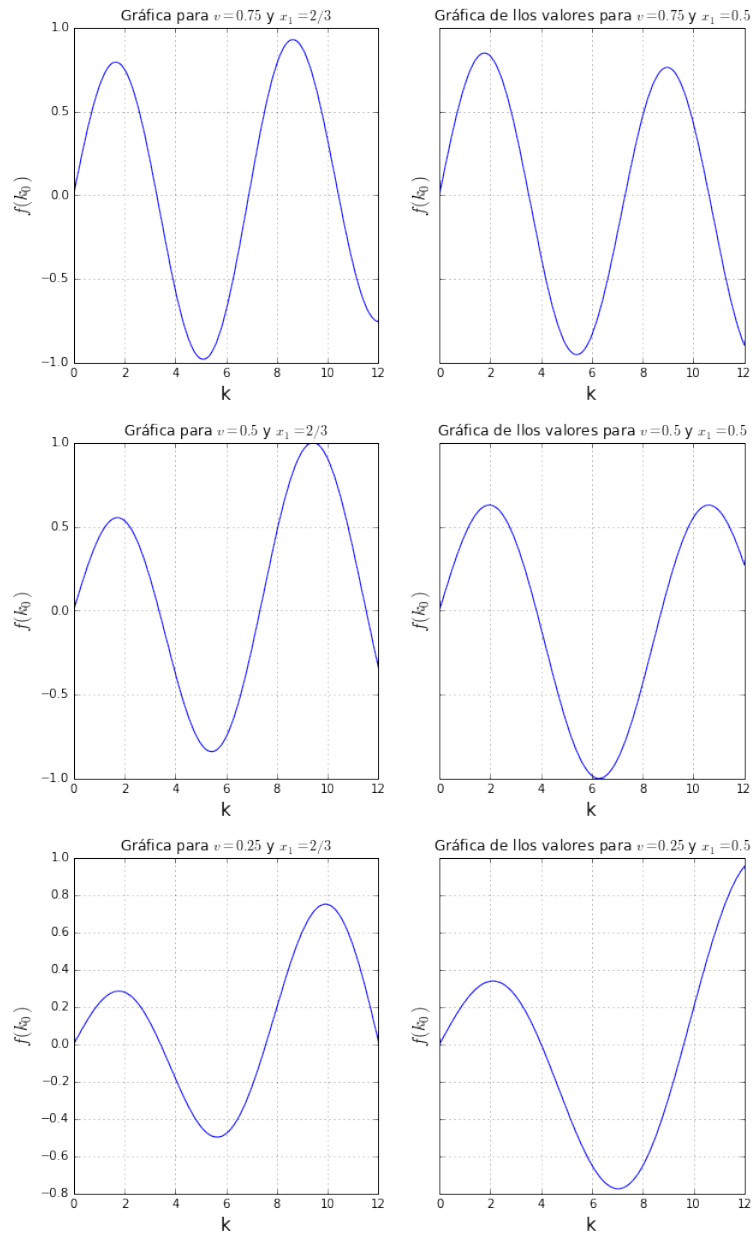 Gráfica para v=0.75 y x₁=2/3
1.0
0.5
0.0
−0.5
−1.0
f(k₀)
0 2 4 6 8 10 12
k
Gráfica de llos valores para v=0.75 y x₁=0.5
f(k₀)
0 2 4 6 8 10 12
k
Gráfica para v=0.5 y x₁=2/3
1.0
0.5
0.0
−0.5
−1.0
f(k₀)
0 2 4 6 8 10 12
k
Gráfica de llos valores para v=0.5 y x₁=0.5
f(k₀)
0 2 4 6 8 10 12
k
Gráfica para v=0.25 y x₁=2/3
1.0
0.8
0.6
0.4
0.2
0.0
−0.2
−0.4
−0.6
−0.8
f(k₀)
0 2 4 6 8 10 12
k
Gráfica de llos valores para v=0.25 y x₁=0.5
f(k₀)
0 2 4 6 8 10 12
k